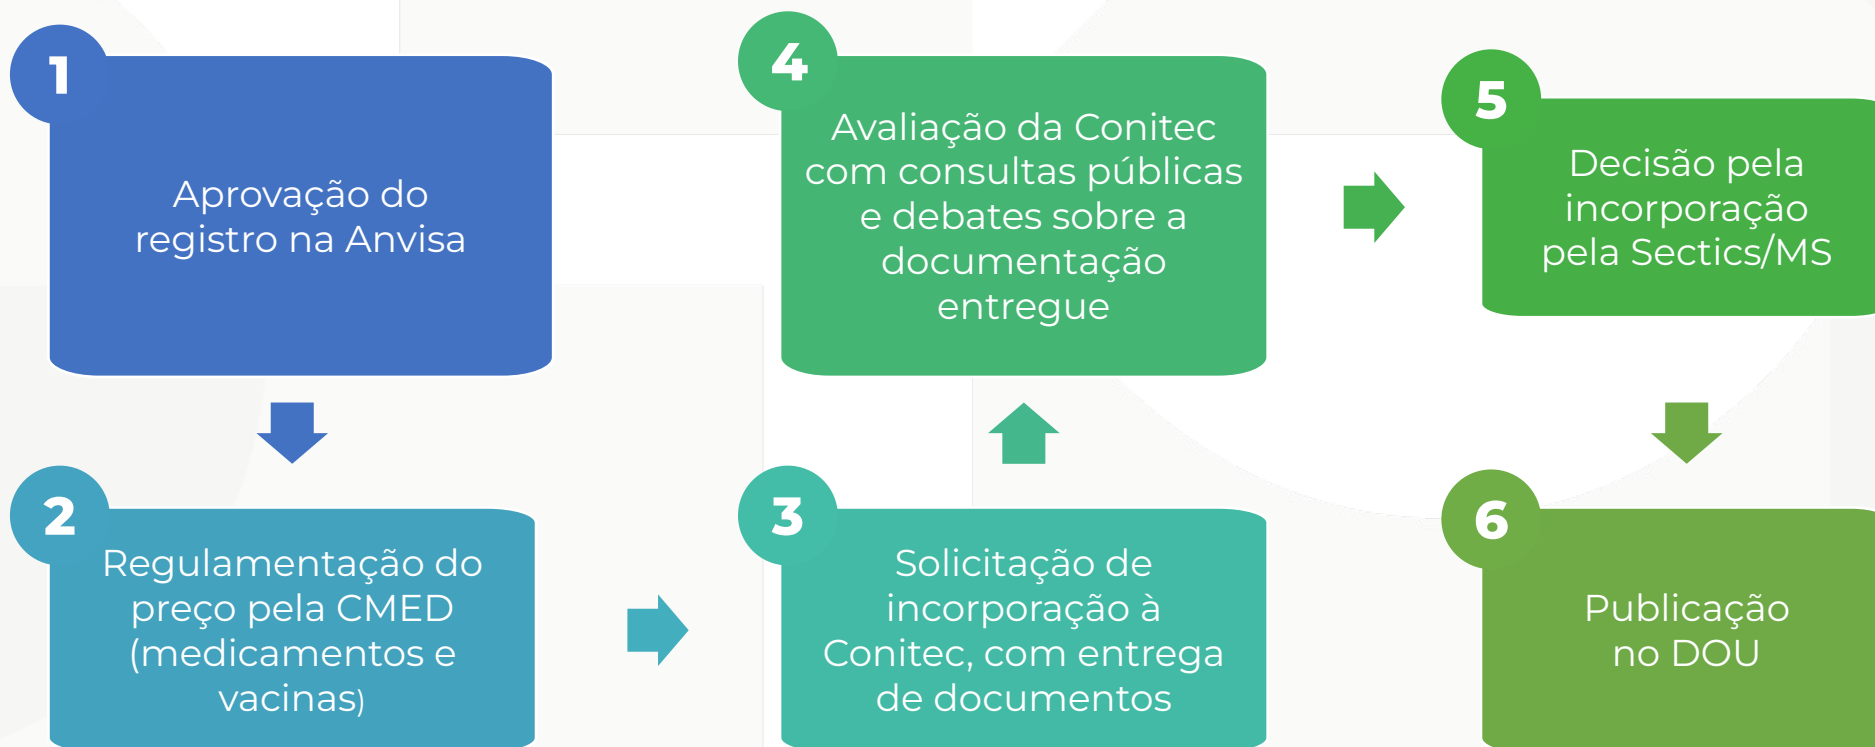 1
Aprovação do
registro na Anvisa
2
Regulamentação do
preço pela CMED
(medicamentos e
vacinas)
3
Solicitação de
incorporação à
Conitec, com entrega
de documentos
4
Avaliação da Conitec
com consultas públicas
e debates sobre a
documentação
entregue
5
Decisão pela
incorporação
pela Sectics/MS
6
Publicação
no DOU